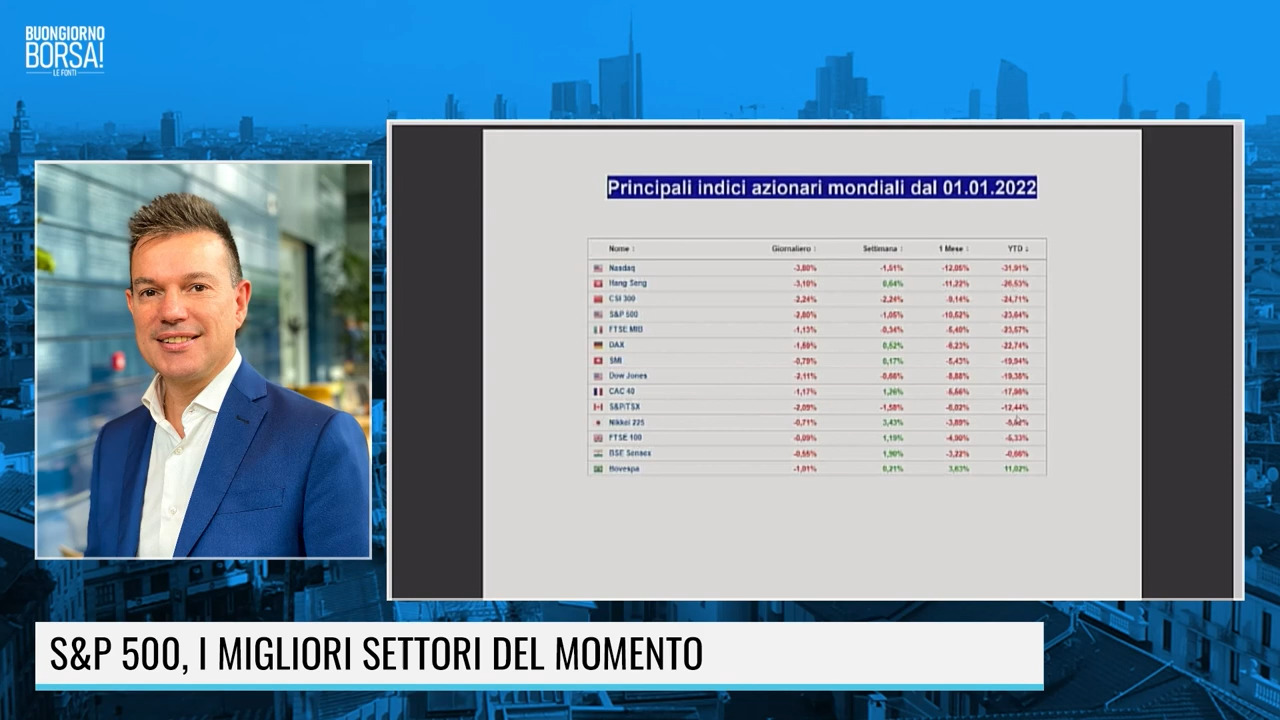 BUONGIORNO
BORSA!
LE FONTI
Principali indici azionari mondiali dal 01.01.2022
Nome Giornaliero Settimana 1 Mese YTD
Nasdaq -3,80% -1,51% -12,05% -31,91%
Hang Seng -3,10% 0,64% -11,22% -26,53%
CSI 300 -2,24% -2,24% -9,14% -24,71%
S&P 500 -2,80% -1,05% -10,52% -23,64%
FTSE MIB -1,13% -0,34% -5,40% -23,57%
DAX -1,59% 0,52% -6,23% -22,74%
SMI -0,79% 0,17% -5,43% -19,94%
Dow Jones -2,11% -0,66% -8,88% -19,38%
CAC 40 -1,17% 1,26% -5,66% -17,98%
S&P/TSX -2,09% -1,58% -6,02% -12,44%
Nikkei 225 -0,71% 3,43% -3,89%
FTSE 100 -0,09% 1,19% -4,90% -5,33%
BSE Sensex -0,55% 1,90% -3,22% -0,66%
Bovespa -1,01% 0,21% 3,63% 11,02%
S&P 500, I MIGLIORI SETTORI DEL MOMENTO